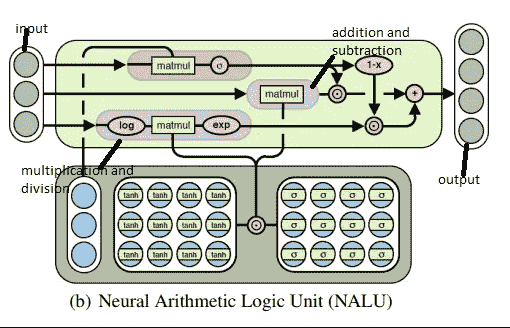 input
addition and
subtraction
matmul σ 1-x
matmul
log matmul exp +
multiplication and
division
output
tanh tanh tanh tanh σ σ σ σ
tanh tanh tanh tanh σ σ σ σ
tanh tanh tanh tanh σ σ σ σ
(b) Neural Arithmetic Logic Unit (NALU)